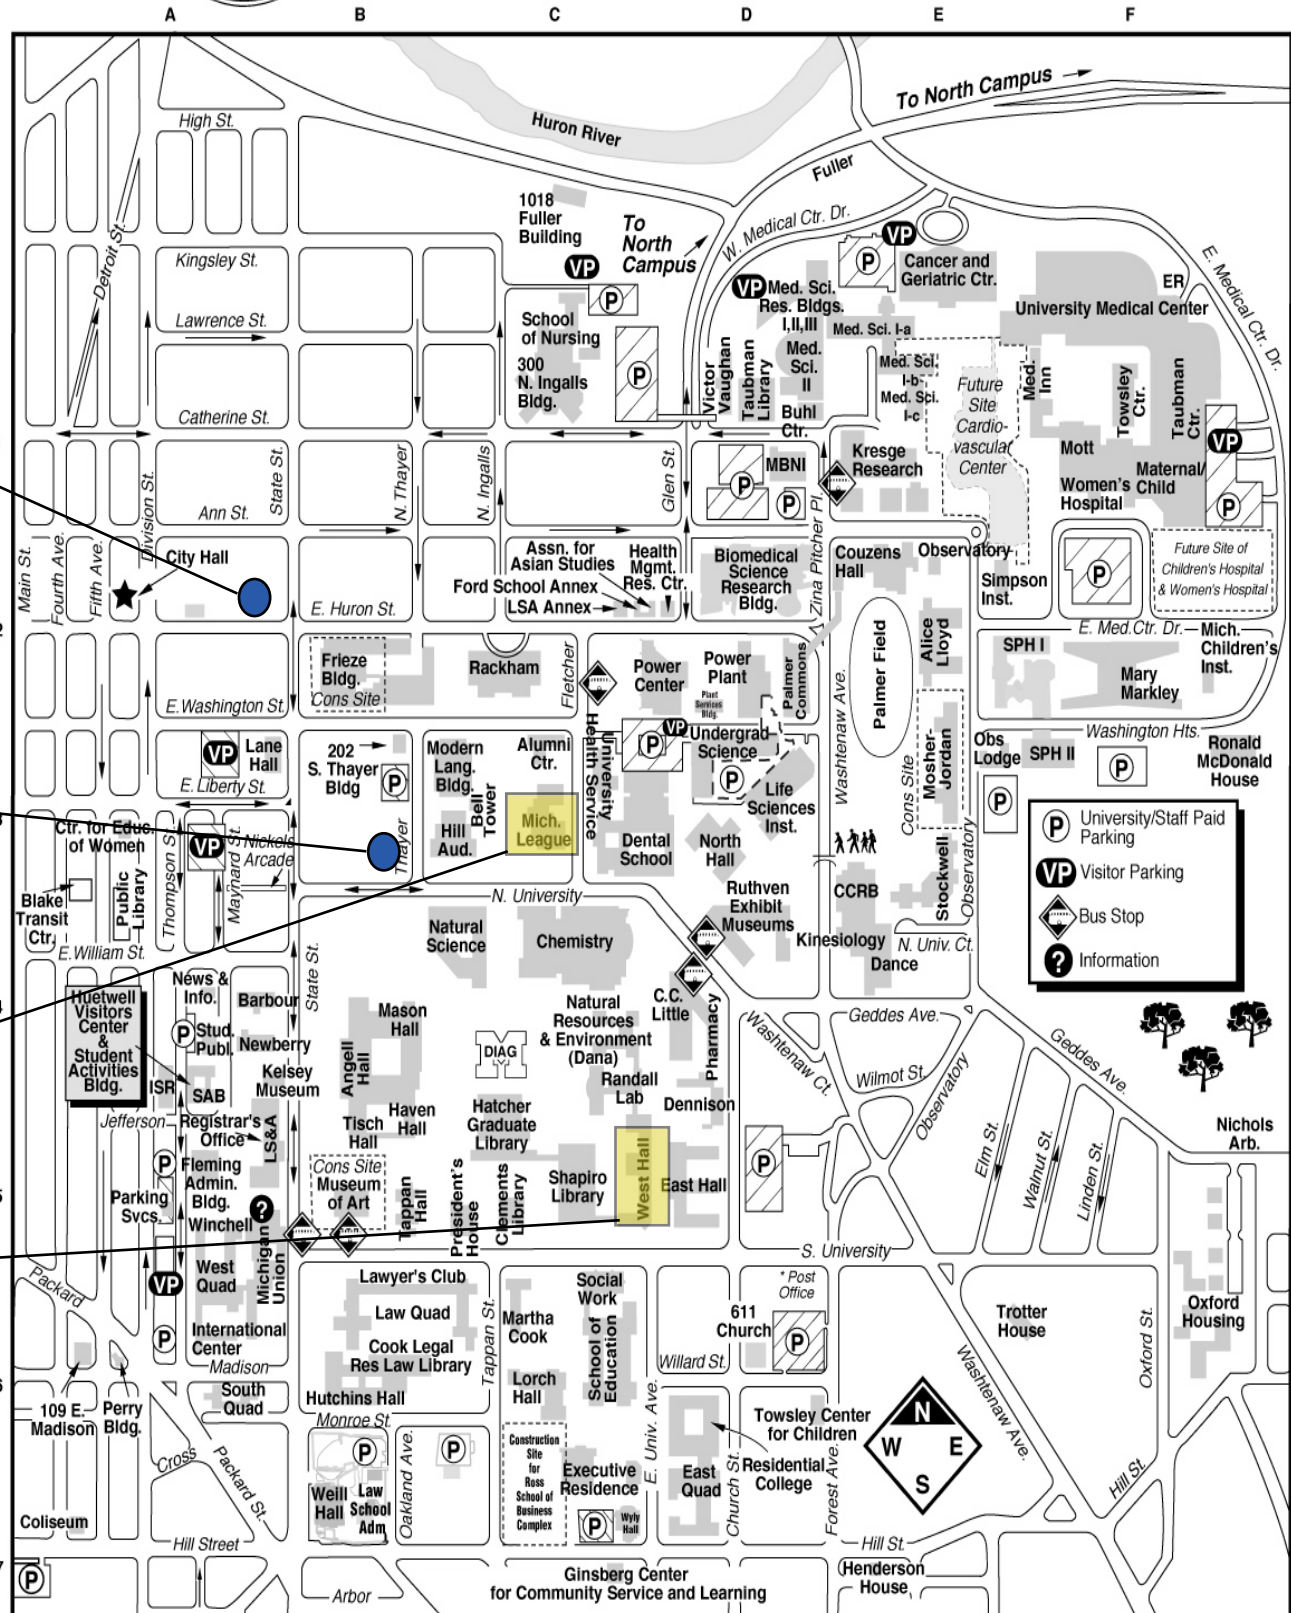 A B C D E F
To North Campus
High St.
Huron River
Fuller
1018
Fuller
Building
To
North
Campus
W. Medical Ctr. Dr.
VP
P
Detroit St.
Kingsley St.
VP
P
VP
Cancer and
Geriatric Ctr.
ER
E. Medical Ctr. Dr.
University Medical Center
Med. Sci.
Res. Bldgs.
I,II,III
Med. Sci. I-a
Lawrence St.
School
of Nursing
300
N. Ingalls
Bldg.
P
Victor
Vaughan
Taubman
Library
Med.
Sci.
II
Buhl
Ctr.
Med. Sci.
I-b
Med. Sci.
I-c
Future
Site
Cardio-
vascular
Center
Med.
Inn
Towsley
Ctr.
Taubman
Ctr.
VP
P
Catherine St.
Division St.
State St.
N. Thayer
N. Ingalls
Glen St.
P
MBNI
P
Kresge
Research
Mott
Women's
Hospital
Maternal/
Child
Ann St.
Main St.
Fourth Ave.
Fifth Ave.
City Hall
Assn. for
Asian Studies
Health
Mgmt.
Res. Ctr.
Ford School Annex
LSA Annex
Biomedical
Science
Research
Bldg.
Zina Pitcher Pl.
Couzens
Hall
Observatory
Simpson
Inst.
P
Future Site of
Children's Hospital
& Women's Hospital
E. Huron St.
2
E. Med.Ctr. Dr.
Mich.
Children's
Inst.
Frieze
Bldg.
Cons Site
Rackham
Fletcher
Power
Center
Power
Plant
Plant
Services
Bldg.
Palmer
Commons
Washtenaw Ave.
Palmer Field
Alice
Lloyd
SPH I
Mary
Markley
E.Washington St.
Washington Hts.
VP
Lane
Hall
202
S. Thayer
Bldg
P
Modern
Lang.
Bldg.
Alumni
Ctr.
University
Health Service
P
VP
Undergrad
Science
P
Life
Sciences
Inst.
Cons Site
Mosher-
Jordan
Obs
Lodge
SPH II
P
Ronald
McDonald
House
P
E. Liberty St.
Bell
Tower
Hill
Aud.
Mich.
League
Dental
School
North
Hall
3
Ctr. for Educ.
of Women
VP
Thompson St.
Maynard St.
Nickels
Arcade
Thayer
P University/Staff Paid
Parking
VP Visitor Parking
Bus Stop
? Information
Blake
Transit
Ctr.
Public
Library
N. University
Ruthven
Exhibit
Museums
CCRB
Stockwell
Observatory
E.William St.
Natural
Science
Chemistry
Kinesiology
Dance
N. Univ. Ct.
State St.
4
Huetwell
Visitors
Center
&
Student
Activities
Bldg.
News &
Info.
P
Stud.
Publ.
Barbour
Newberry
Mason
Hall
Angell
Hall
DIAG
M
Natural
Resources
& Environment
(Dana)
C.C.
Little
Pharmacy
Geddes Ave.
Washtenaw Ct.
Geddes Ave.
Wilmot St.
ISR
SAB
Kelsey
Museum
Randall
Lab
Dennison
Jefferson
Registrar's
Office
LS&A
Tisch
Hall
Haven
Hall
Hatcher
Graduate
Library
Observatory
Elm St.
Walnut St.
Linden St.
Nichols
Arb.
P
Fleming
Admin.
Bldg.
Cons Site
Museum
of Art
Tappan
Hall
President's
House
Clements
Library
Shapiro
Library
West Hall
East Hall
P
5
Parking
Svcs.
?
Winchell
Michigan
Union
S. University
VP
West
Quad
Packard
P
International
Center
Lawyer's Club
Law Quad
Cook Legal
Res Law Library
Tappan St.
Martha
Cook
Social
Work
School of
Education
* Post
Office
611
Church
P
Trotter
House
Oxford
Housing
Oxford St.
Madison
Willard St.
6
South
Quad
Hutchins Hall
Lorch
Hall
Washtenaw Ave.
109 E.
Madison
Perry
Bldg.
Monroe St.
P
P
Oakland Ave.
Construction
Site
for
Ross
School of
Business
Complex
Executive
Residence
E. Univ. Ave.
East
Quad
Church St.
Towsley Center
for Children
Residential
College
Forest Ave.
N
W E
S
Cross
Packard St.
Weill
Hall
Law
School
Adm
P
Wyly
Hall
Hill St.
Coliseum
Hill Street
Hill St.
7
P
Arbor
Ginsberg Center
for Community Service and Learning
Henderson
House